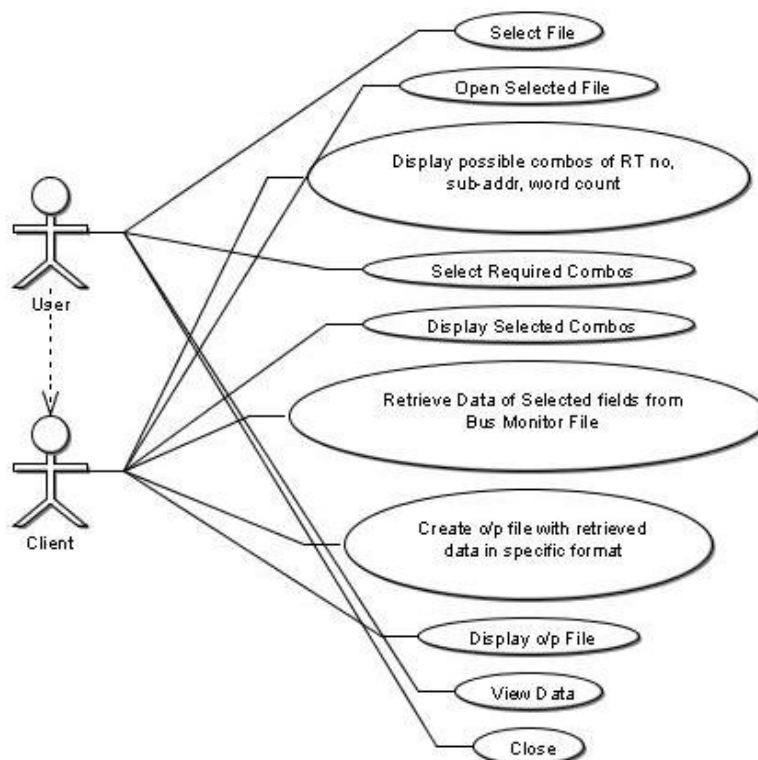 Select File
Open Selected File
Display possible combos of RT no,
sub-addr, word count
User
Select Required Combos
Display Selected Combos
Retrieve Data of Selected fields from
Bus Monitor File
Client
Create o/p file with retrieved
data in specific format
Display o/p File
View Data
Close